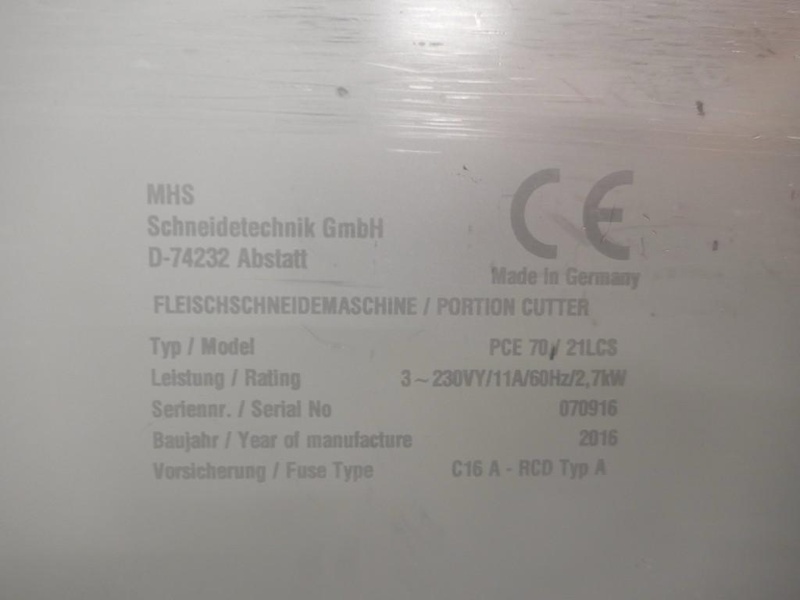 MHS
Schneidetechnik GmbH
D-74232 Abstatt
CE
Made in Germany
FLEISCHSCHNEIDEMASCHINE / PORTION CUTTER
Typ / Model PCE 70 / 21LCS
Leistung / Rating 3 ~ 230VY/11A/60Hz/2,7kW
Seriennr. / Serial No 070916
Baujahr / Year of manufacture 2016
Vorsicherung / Fuse Type C16 A - RCD Typ A